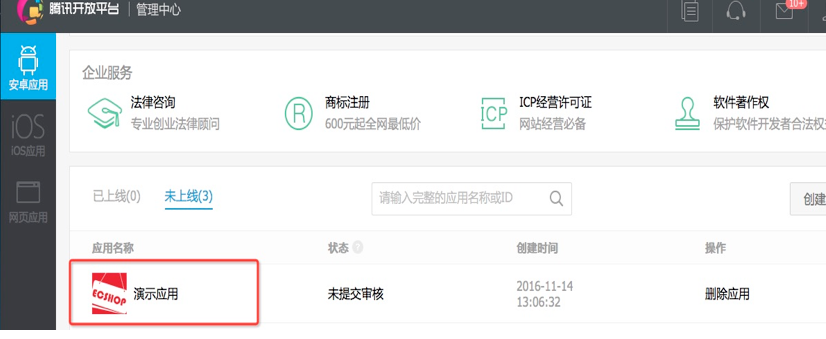 腾讯开放平台 | 管理中心
10+
安卓应用
iOS
iOS应用
网页应用
企业服务
法律咨询
专业创业法律顾问
R
商标注册
600元起全网最低价
ICP
ICP经营许可证
网站经营必备
软件著作权
保护软件开发者合法权
已上线(0)
未上线(3)
请输入完整的应用名称或ID
创建
应用名称
状态 ?
创建时间
操作
ECSHOP
演示应用
未提交审核
2016-11-14
13:06:32
删除应用